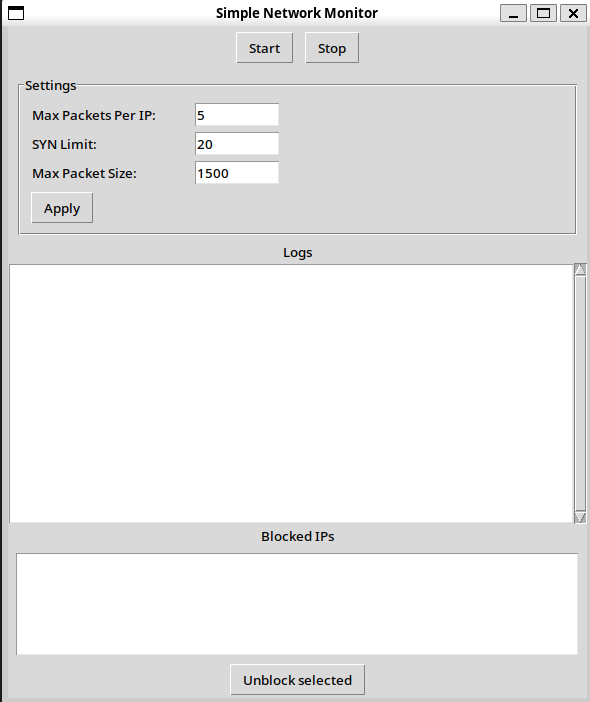 Simple Network Monitor
Start Stop
Settings
Max Packets Per IP: 5
SYN Limit: 20
Max Packet Size: 1500
Apply
Logs
Blocked IPs
Unblock selected